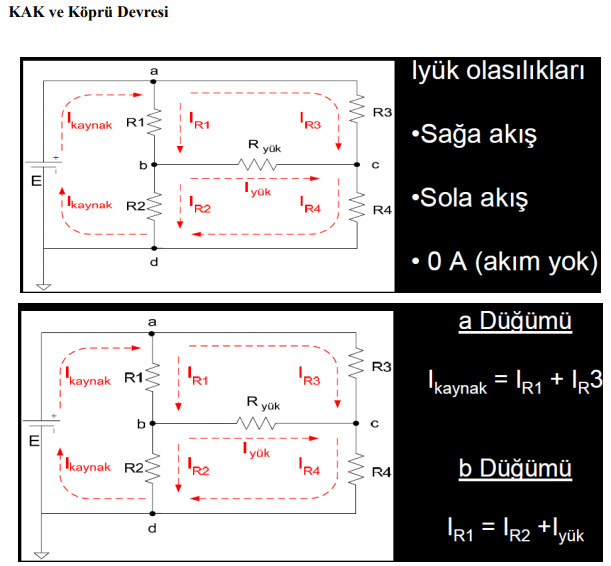 KAK ve Köprü Devresi
a
Ikaynak R1 IR1 IR3 R3
R yük
b c
E + -
Iyük
Ikaynak R2 IR2 IR4 R4
d
Iyük olasılıkları
•Sağa akış
•Sola akış
• 0 A (akım yok)
a
Ikaynak R1 IR1 IR3 R3
R yük
b c
E + -
Iyük
Ikaynak R2 IR2 IR4 R4
d
a Düğümü
Ikaynak = IR1 + IR3
b Düğümü
IR1 = IR2 +Iyük